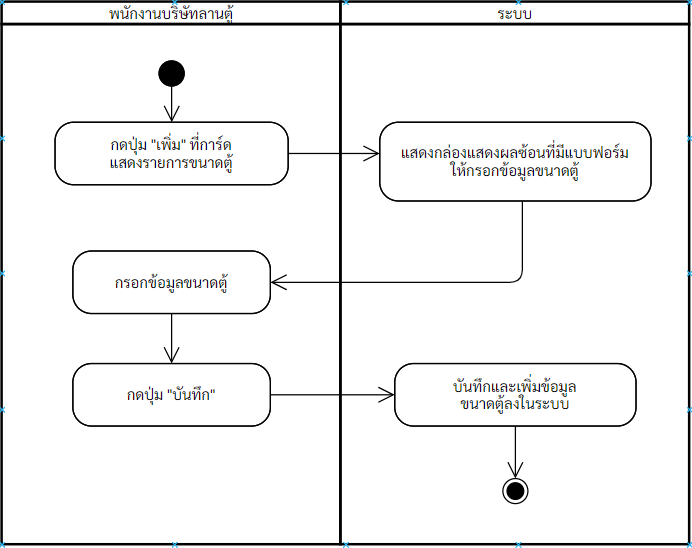 พนักงานบริษัทลานตู้
ระบบ
กดปุ่ม "เพิ่ม" ที่การ์ด
แสดงรายการขนาดตู้
แสดงกล่องแสดงผลซ้อนที่มีแบบฟอร์ม
ให้กรอกข้อมูลขนาดตู้
กรอกข้อมูลขนาดตู้
กดปุ่ม "บันทึก"
บันทึกและเพิ่มข้อมูล
ขนาดตู้ลงในระบบ